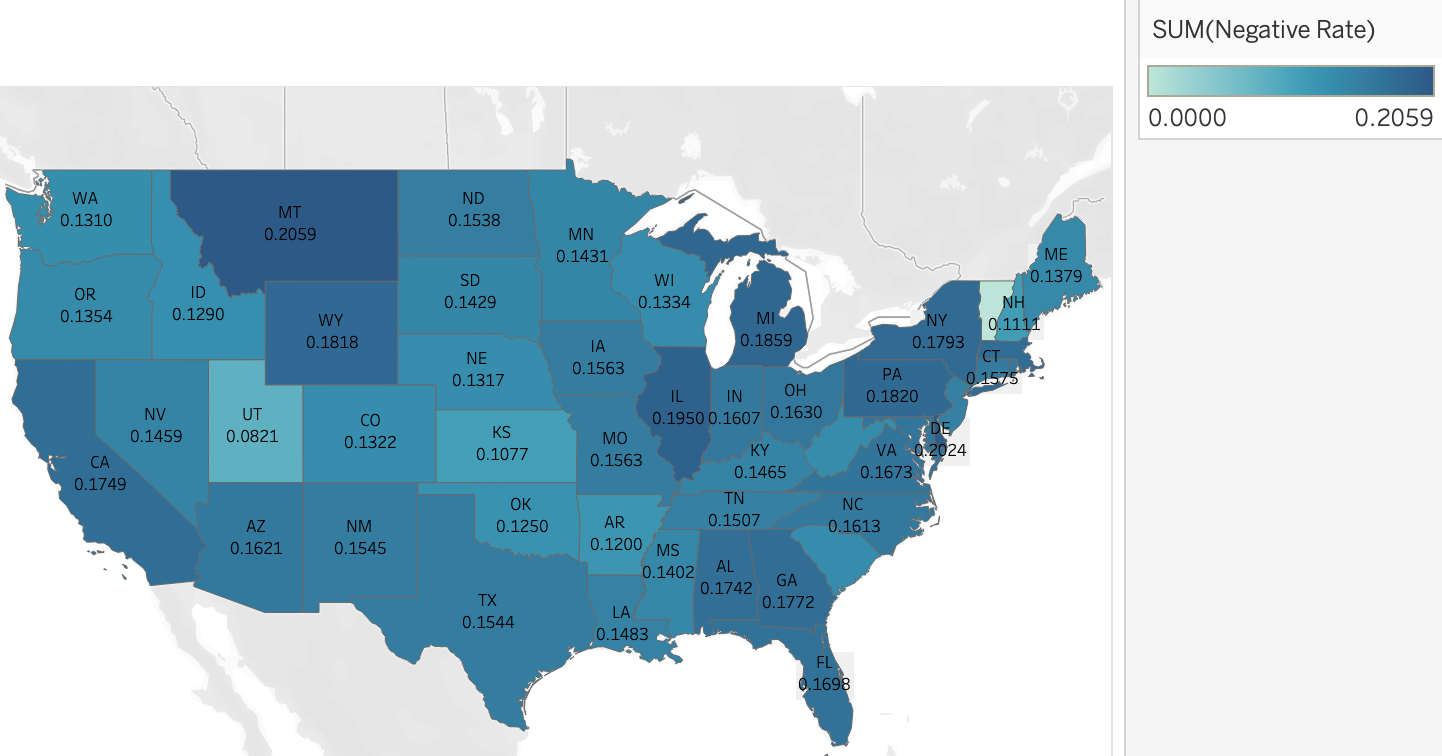 SUM(Negative Rate)
0.0000 0.2059
WA
0.1310
MT
0.2059
ND
0.1538
MN
0.1431
ME
0.1379
OR
0.1354
ID
0.1290
WY
0.1818
SD
0.1429
WI
0.1334
MI
0.1859
NY
0.1793
NH
0.1111
NE
0.1317
IA
0.1563
CT
0.1575
NV
0.1459
UT
0.0821
CO
0.1322
KS
0.1077
MO
0.1563
IL
0.1950
IN
0.1607
OH
0.1630
PA
0.1820
DE
0.2024
CA
0.1749
KY
0.1465
VA
0.1673
AZ
0.1621
NM
0.1545
OK
0.1250
AR
0.1200
TN
0.1507
NC
0.1613
MS
0.1402
AL
0.1742
GA
0.1772
TX
0.1544
LA
0.1483
FL
0.1698